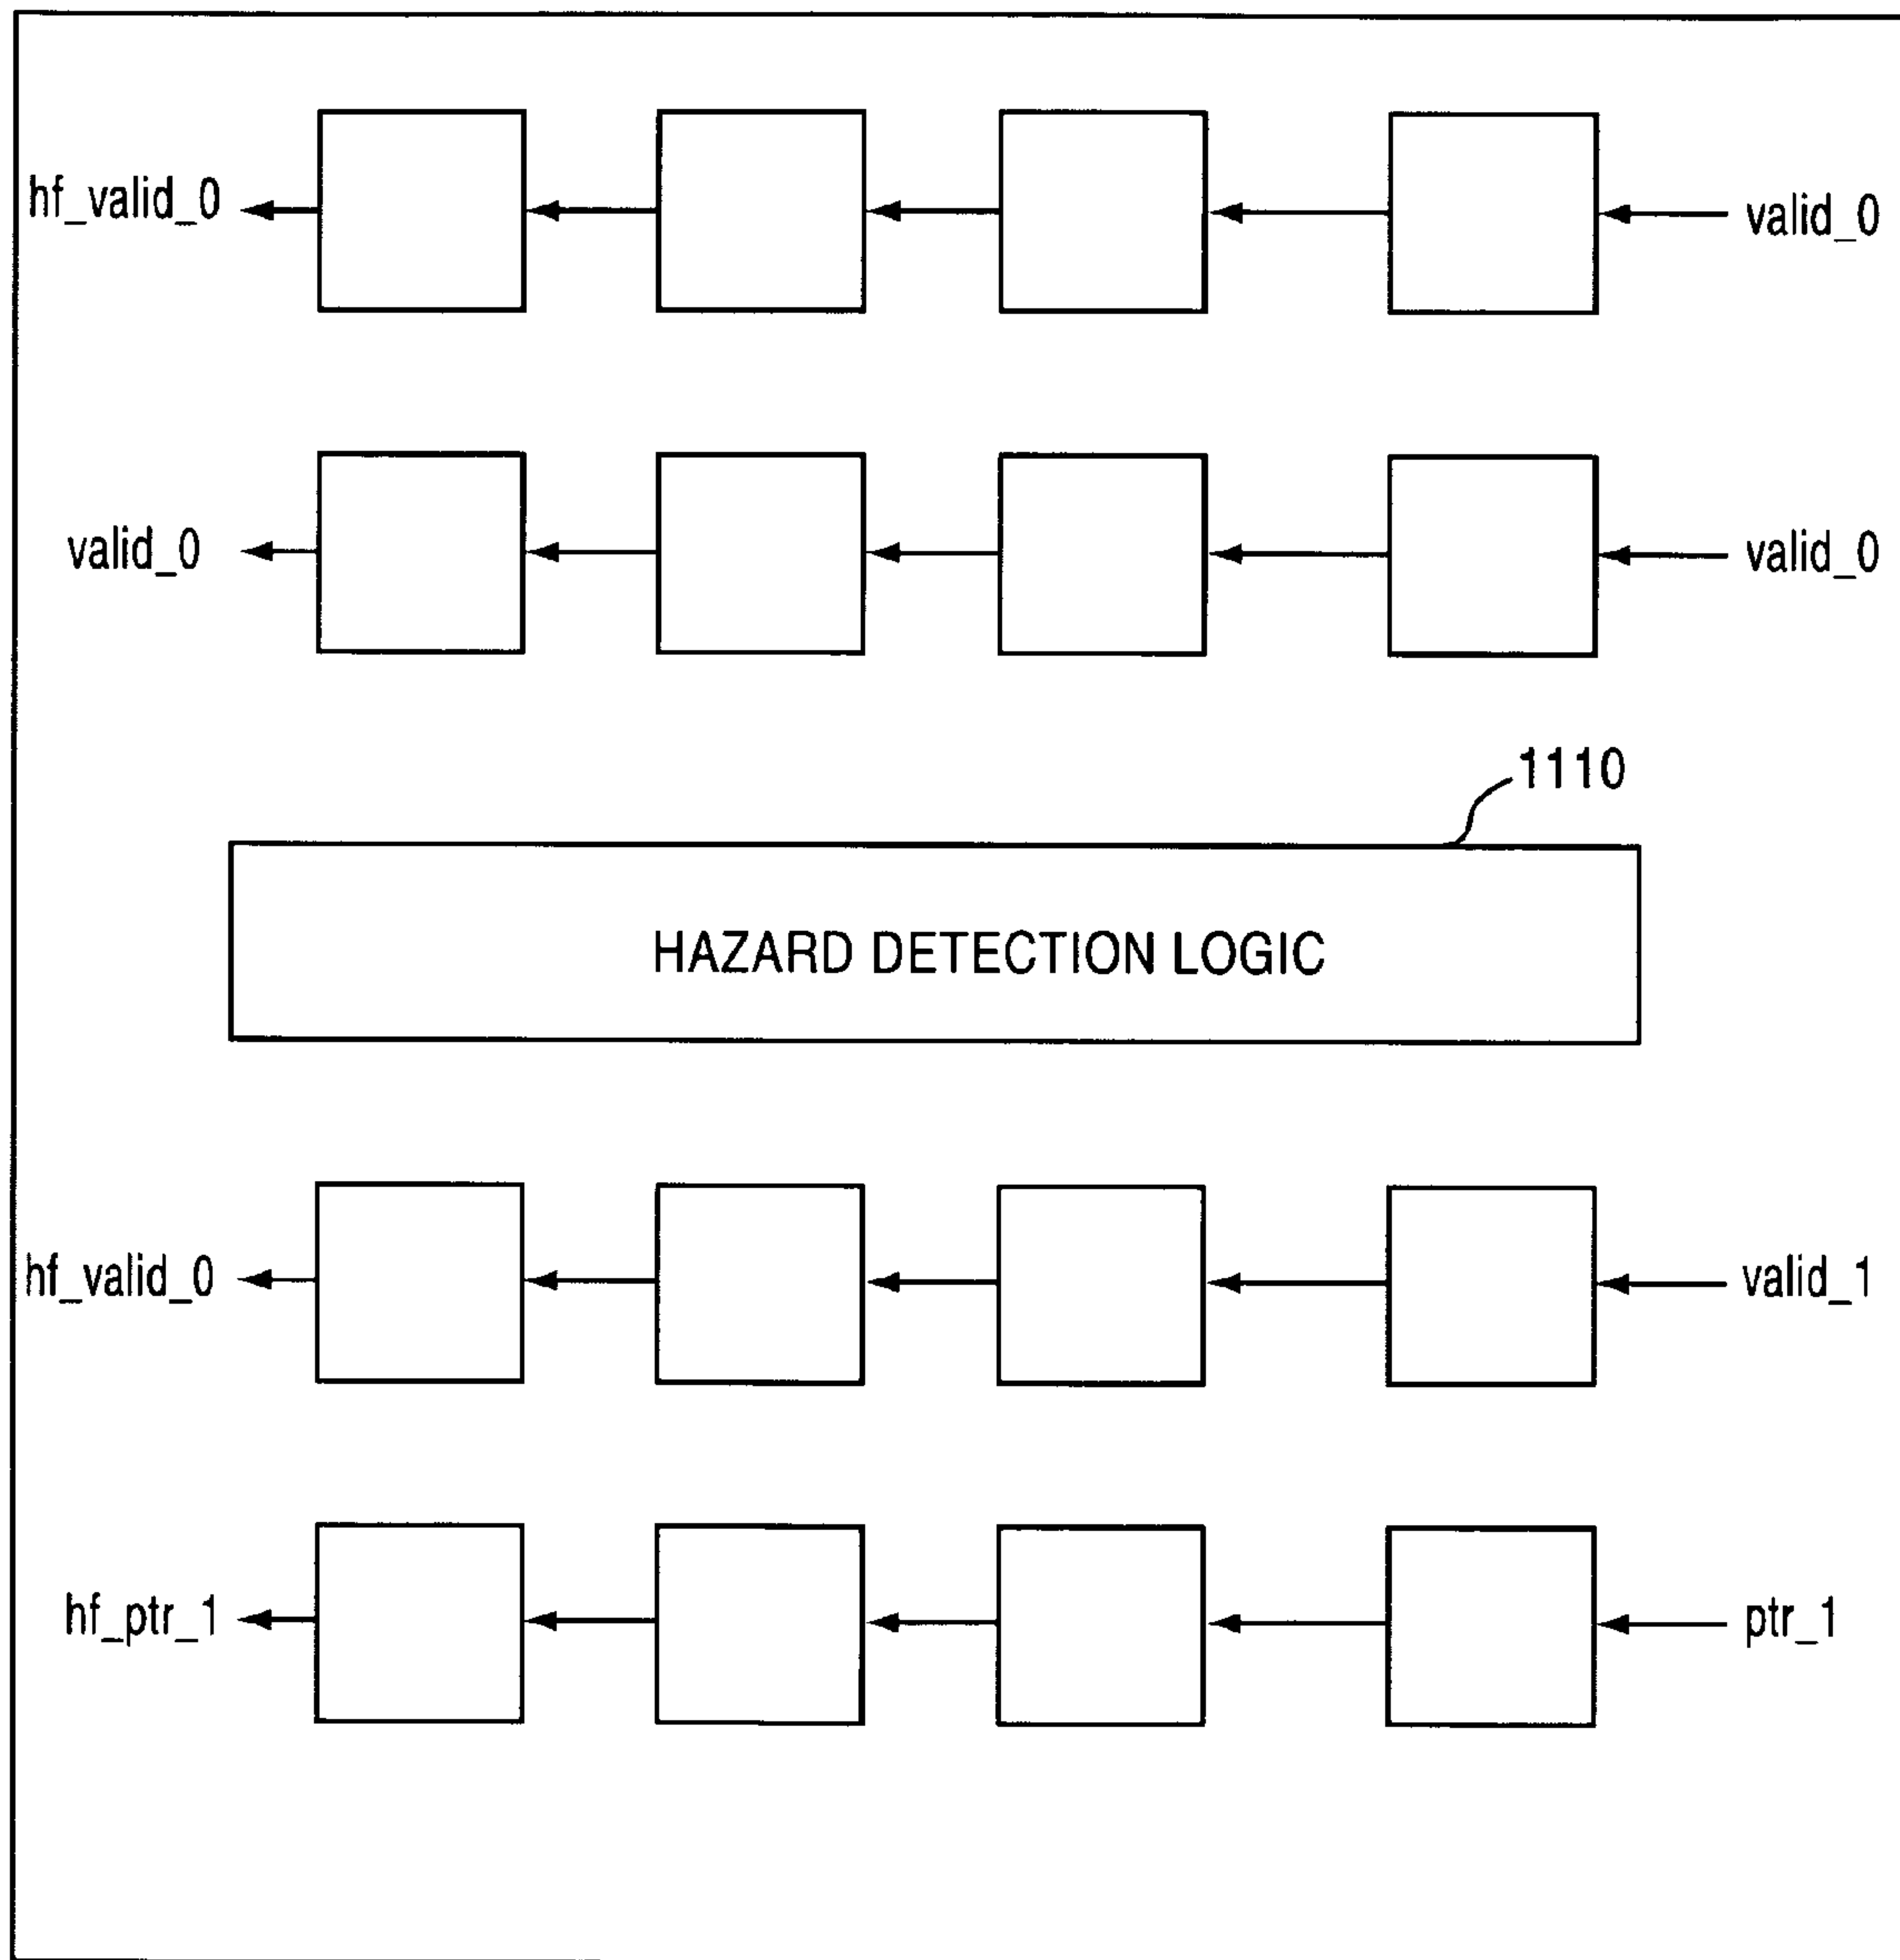 hf_valid_0 valid_0
valid_0 valid_0
1110
HAZARD DETECTION LOGIC
hf_valid_0 valid_1
hf_ptr_1 ptr_1